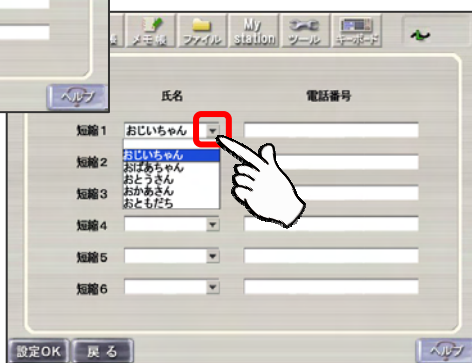 メモ帳 ファイル My station ツール キーボード
ヘルプ
氏名 電話番号
短縮1 おじいちゃん
おじいちゃん
短縮2 おばあちゃん
おとうさん
短縮3 おかあさん
おともだち
短縮4
短縮5
短縮6
設定OK 戻る ヘルプ